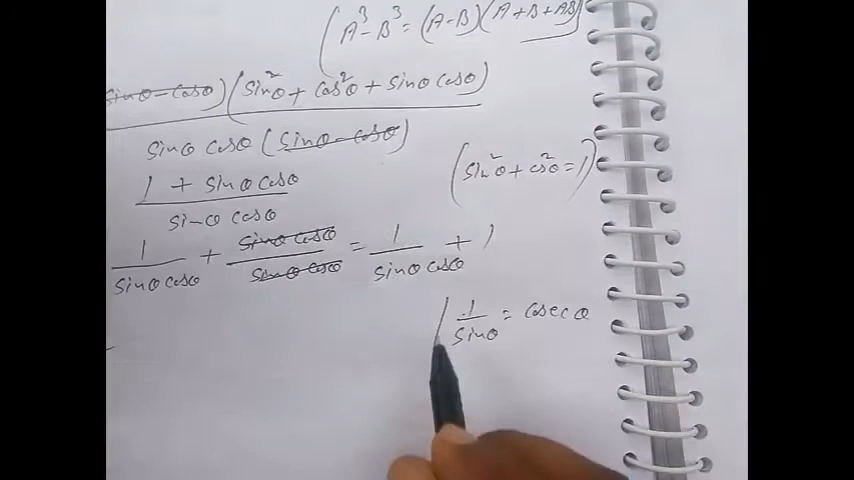 (A³-B³ = (A-B)(A+B+AB)
sinθ-cosθ)(sin²θ + cos²θ + sinθ cosθ)
sinθ cosθ (sinθ-cosθ)
(sin²θ + cos²θ = 1)
1 + sinθ cosθ
sinθ cosθ
1/sinθ cosθ + sinθ cosθ/sinθ cosθ = 1/sinθ cosθ + 1
(1/sinθ = cosec θ